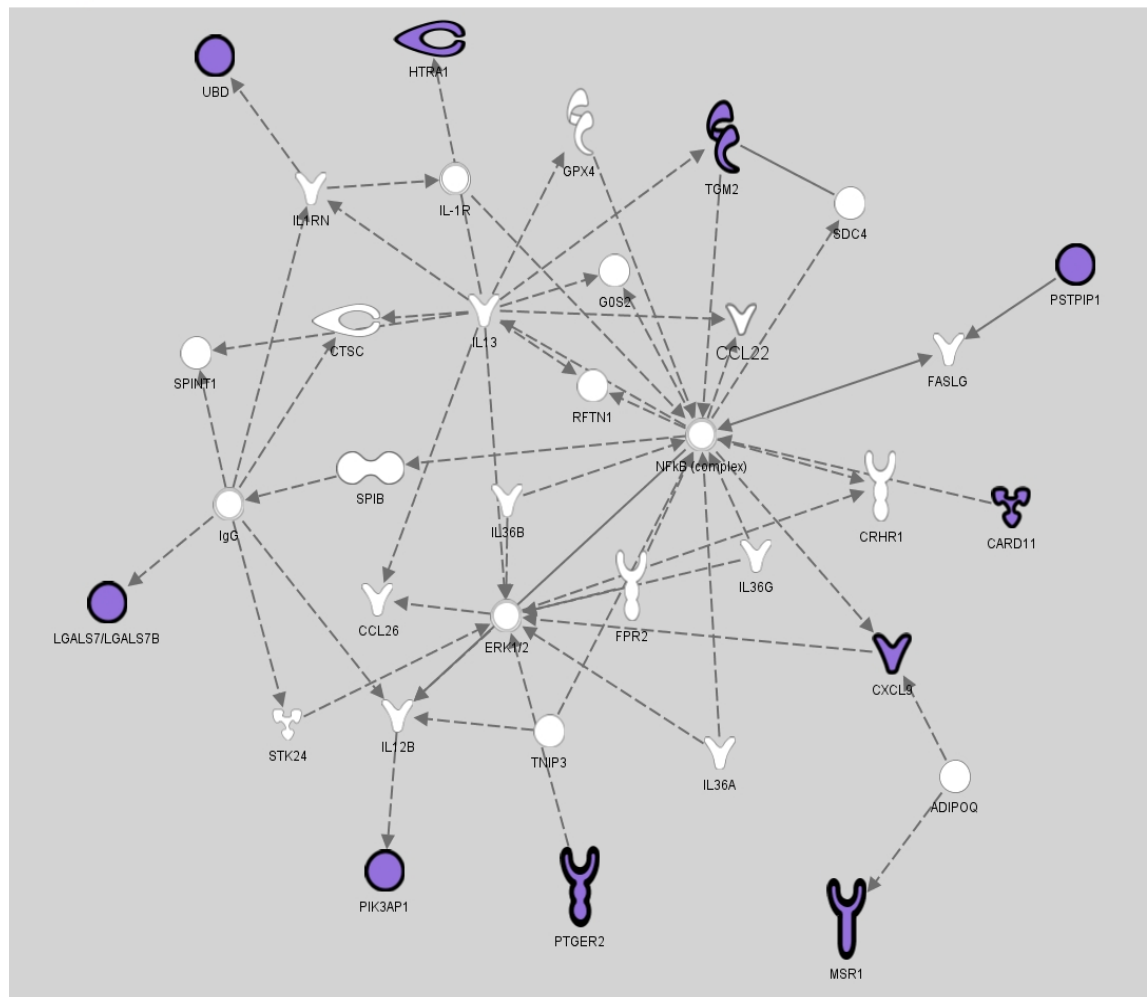 HTRA1
UBD
GPX4
TGM2
IL1RN
IL-1R
SDC4
PSTPIP1
G0S2
IL13
CTSC
CCL22
SPINT1
FASLG
RFTN1
NFkB (complex)
SPIB
IgG
IL36B
CRHR1
CARD11
IL36G
LGALS7/LGALS7B
CCL26
ERK1/2
FPR2
CXCL9
STK24
IL12B
TNIP3
IL36A
ADIPOQ
PIK3AP1
PTGER2
MSR1